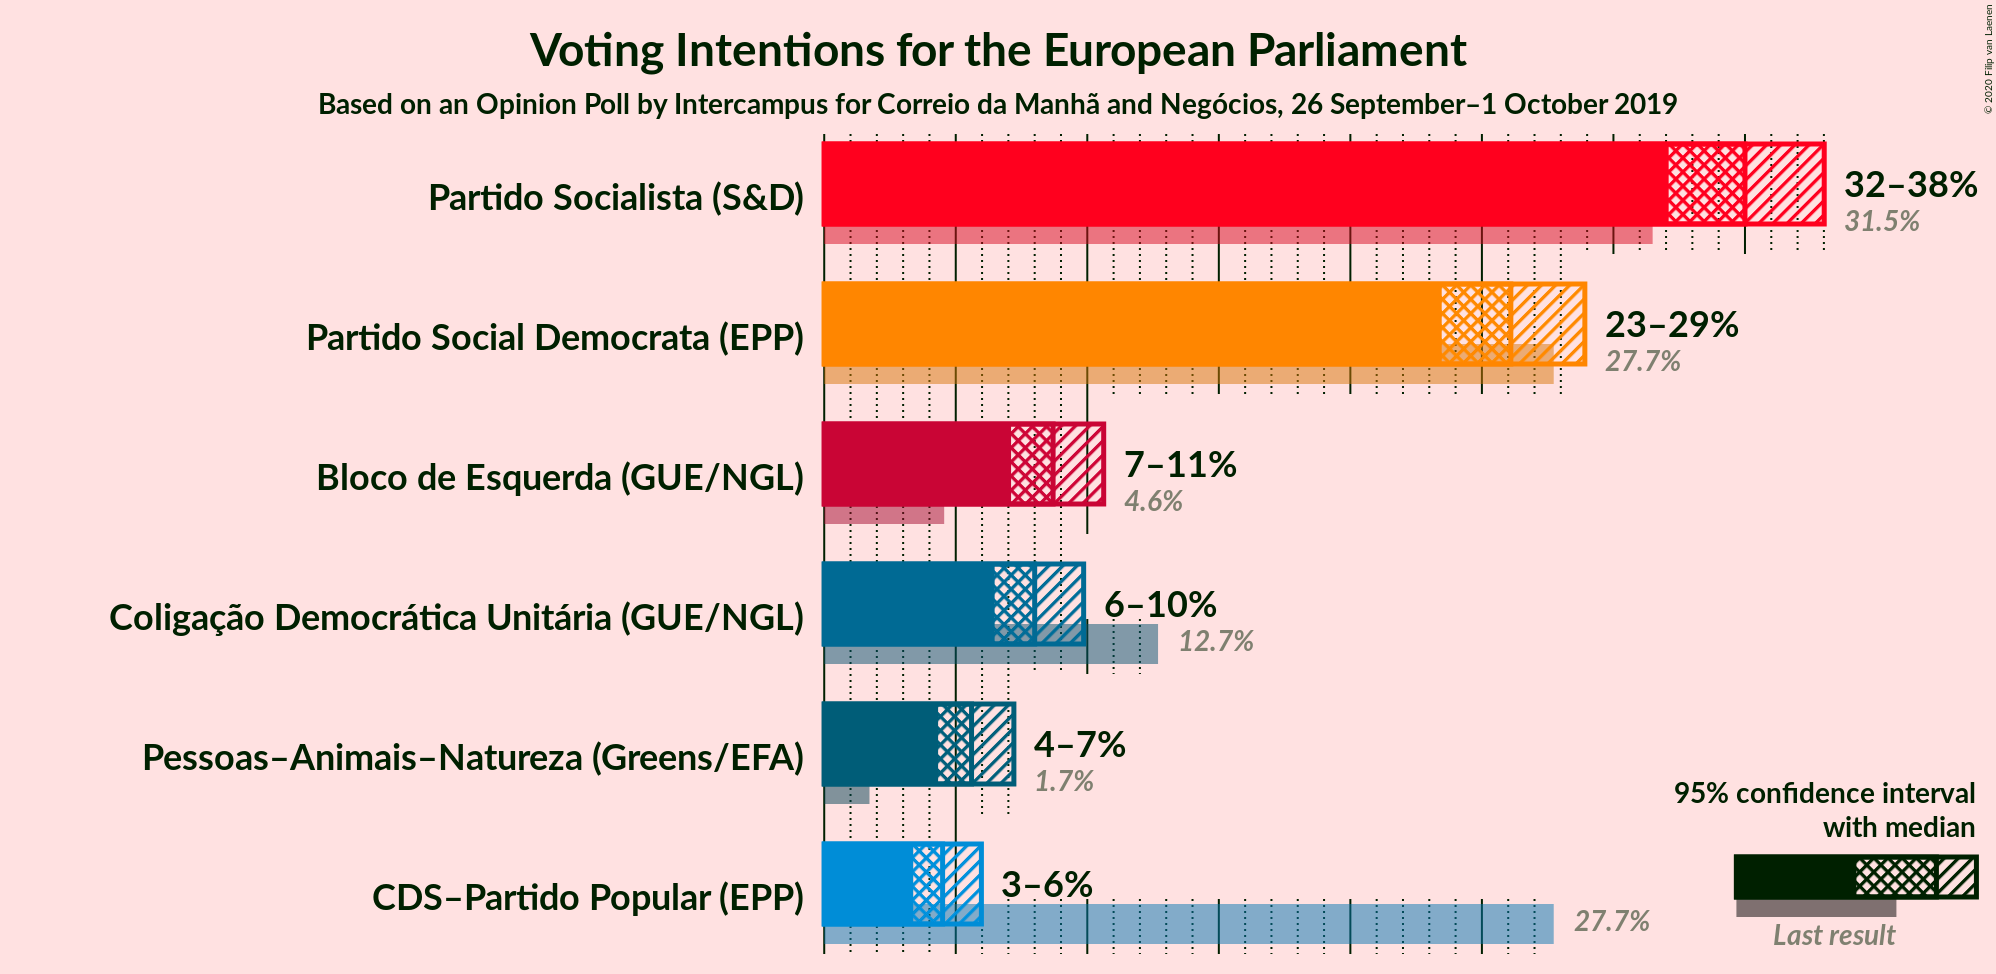 Voting Intentions for the European Parliament
Based on an Opinion Poll by Intercampus for Correio da Manhã and Negócios, 26 September–1 October 2019
© 2020 Filip van Laenen
Partido Socialista (S&D)
32–38%
31.5%
Partido Social Democrata (EPP)
23–29%
27.7%
Bloco de Esquerda (GUE/NGL)
7–11%
4.6%
Coligação Democrática Unitária (GUE/NGL)
6–10%
12.7%
Pessoas–Animais–Natureza (Greens/EFA)
4–7%
1.7%
CDS–Partido Popular (EPP)
3–6%
27.7%
95% confidence interval
with median
Last result